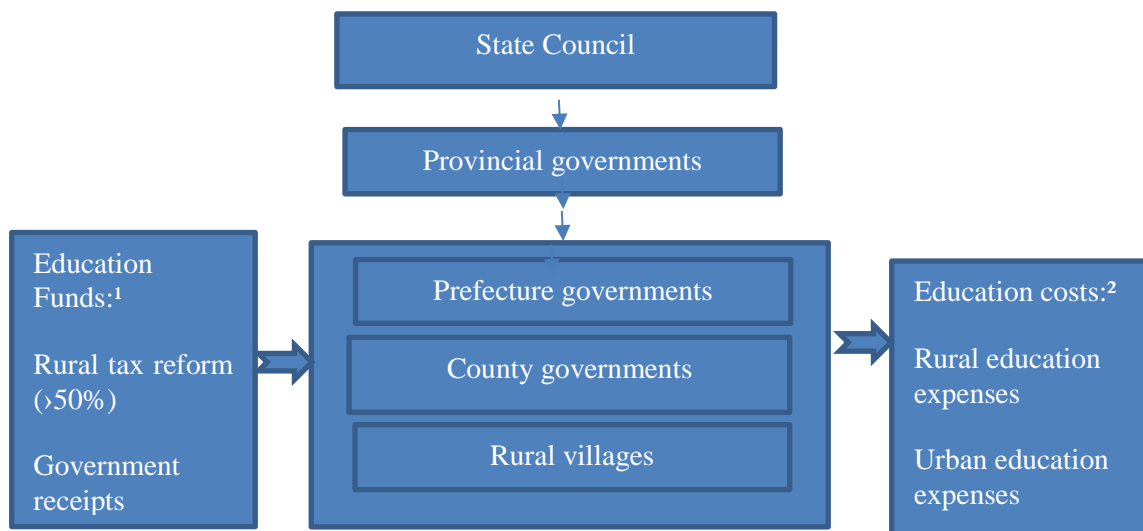 State Council
Provincial governments
Education
Funds:¹
Rural tax reform
(›50%)
Government
receipts
Prefecture governments
County governments
Rural villages
Education costs:²
Rural education
expenses
Urban education
expenses